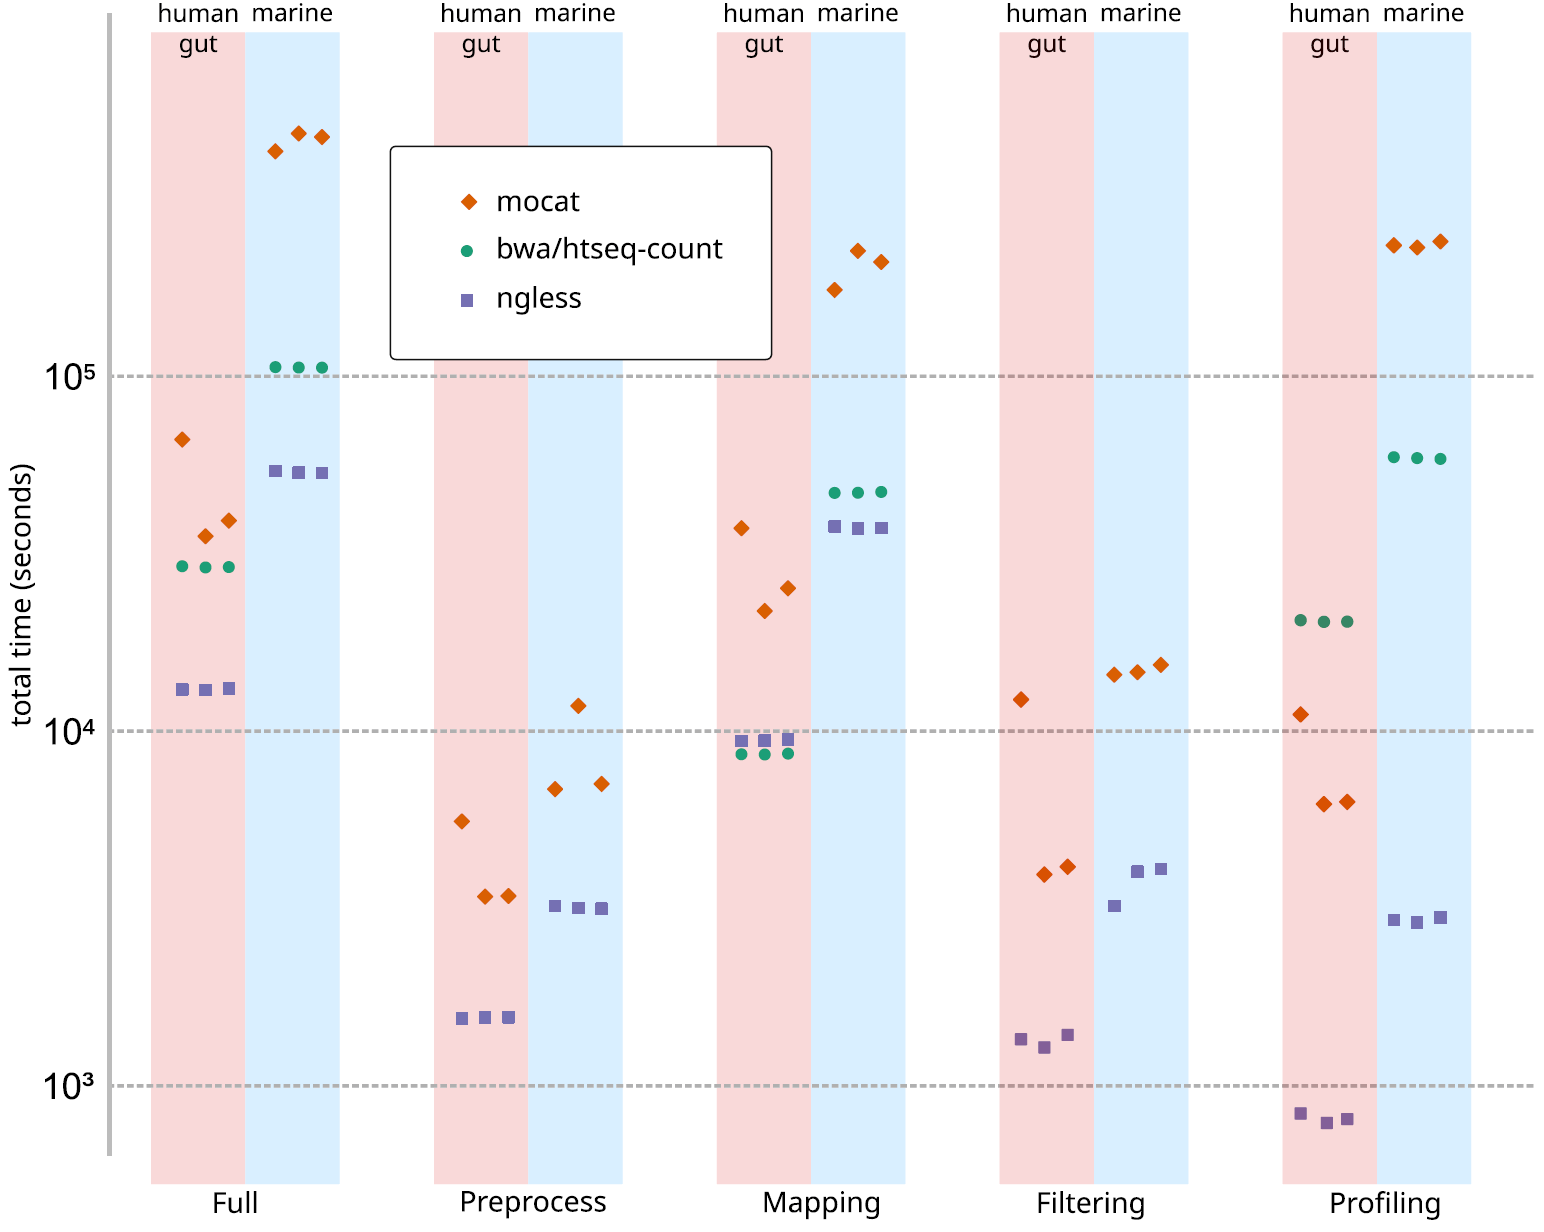 human marine human marine human marine human marine human marine
gut gut gut gut gut
mocat
bwa/htseq-count
ngless
10⁵
total time (seconds)
10⁴
10³
Full Preprocess Mapping Filtering Profiling